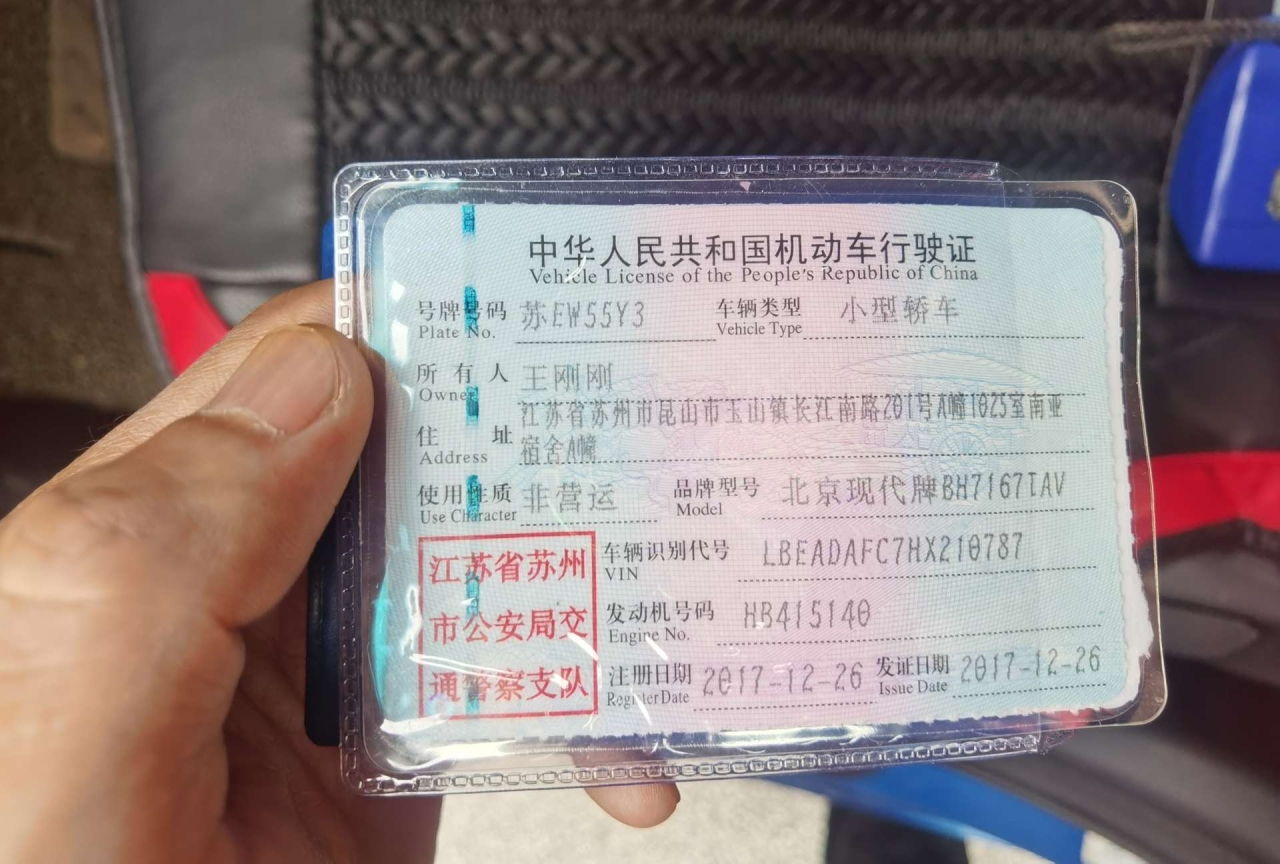 中华人民共和国机动车行驶证
Vehicle License of the People's Republic of China
号牌号码 苏EW55Y3 车辆类型 小型轿车
Plate No. Vehicle Type
所有人 王刚刚
Owner
住址 江苏省苏州市昆山市玉山镇长江南路201号A幢1025室南亚
Address 宿舍A幢
使用性质 非营运 品牌型号 北京现代牌BH7167IAV
Use Character Model
江苏省苏州 车辆识别代号 LBEADAFC7HX210787
VIN
市公安局交 发动机号码 HB415140
Engine No.
通警察支队 注册日期 2017-12-26 发证日期 2017-12-26
Register Date Issue Date